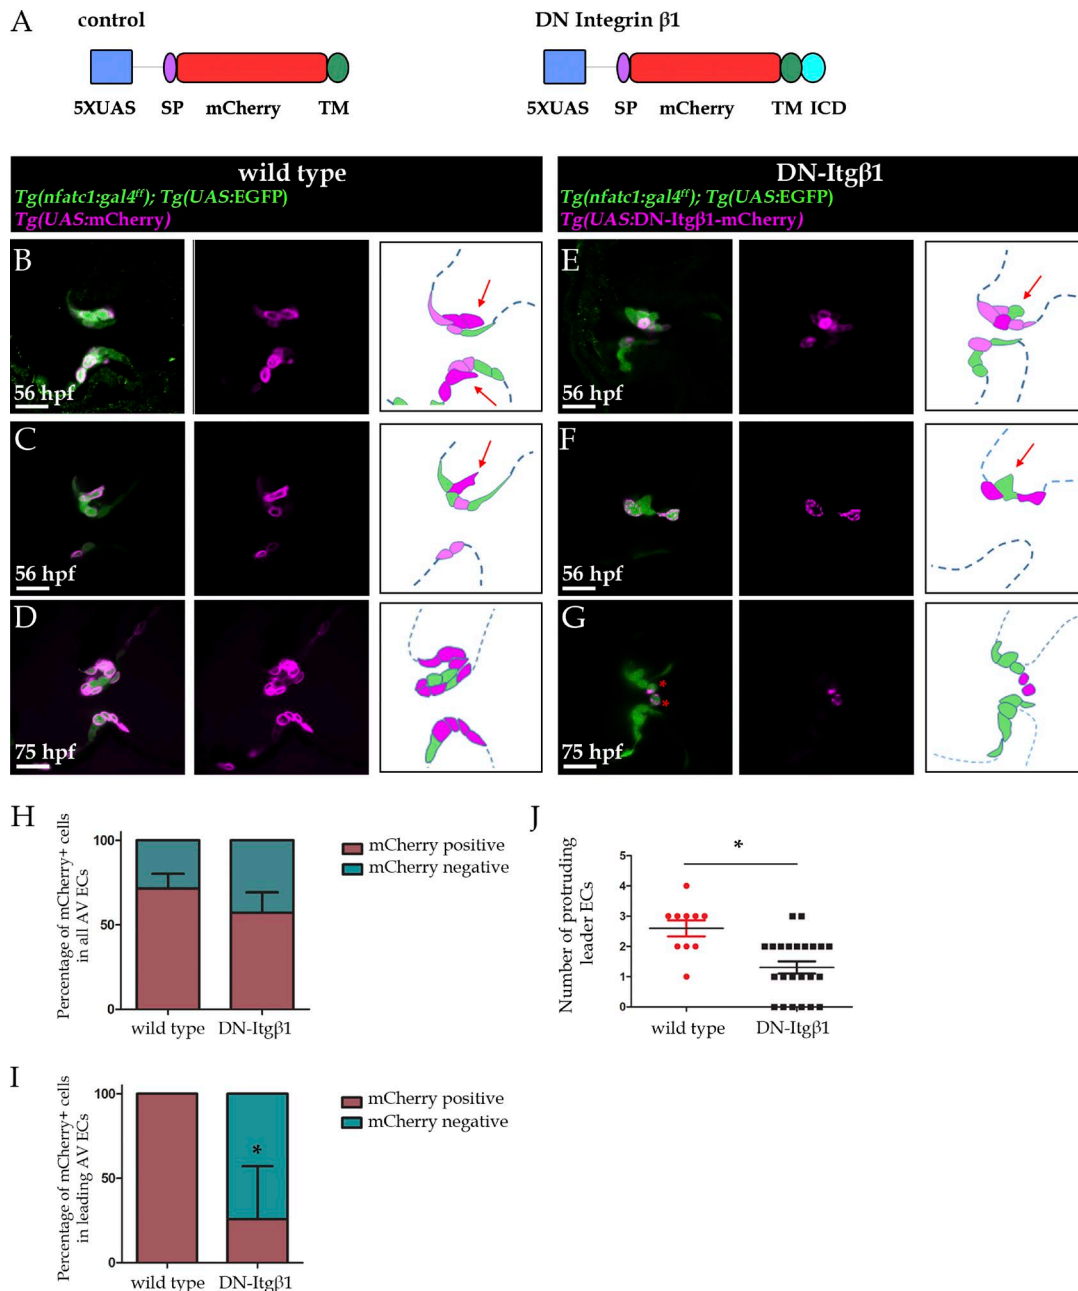 A
control
DN Integrin β1
5XUAS SP mCherry TM
5XUAS SP mCherry TM ICD
wild type
Tg(nfatc1:gal4ff); Tg(UAS:EGFP)
Tg(UAS:mCherry)
DN-Itgβ1
Tg(nfatc1:gal4ff); Tg(UAS:EGFP)
Tg(UAS:DN-Itgβ1-mCherry)
B
56 hpf
E
56 hpf
C
56 hpf
F
56 hpf
D
75 hpf
G
*
*
75 hpf
H
Percentage of mCherry+ cells
in all AV ECs
100
50
0
wild type DN-Itgβ1
mCherry positive
mCherry negative
J
Number of protruding
leader ECs
5
4
3
2
1
0
*
wild type DN-Itgβ1
I
Percentage of mCherry+ cells
in leading AV ECs
100
50
0
*
wild type DN-Itgβ1
mCherry positive
mCherry negative